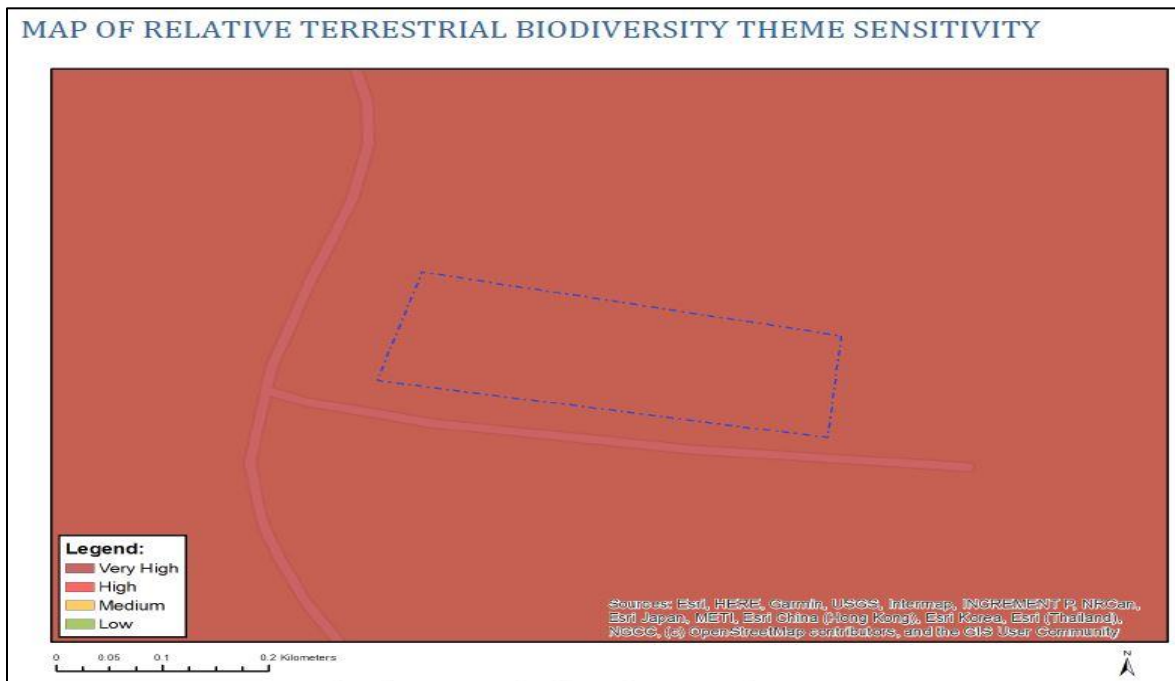 MAP OF RELATIVE TERRESTRIAL BIODIVERSITY THEME SENSITIVITY
Legend:
Very High
High
Medium
Low
Sources: Esri, HERE, Garmin, USGS, Intermap, INCREMENT P, NRCan,
Esri Japan, METI, Esri China (Hong Kong), Esri Korea, Esri (Thailand),
NGCC, (c) OpenStreetMap contributors, and the GIS User Community
0 0.05 0.1 0.2 Kilometers
N